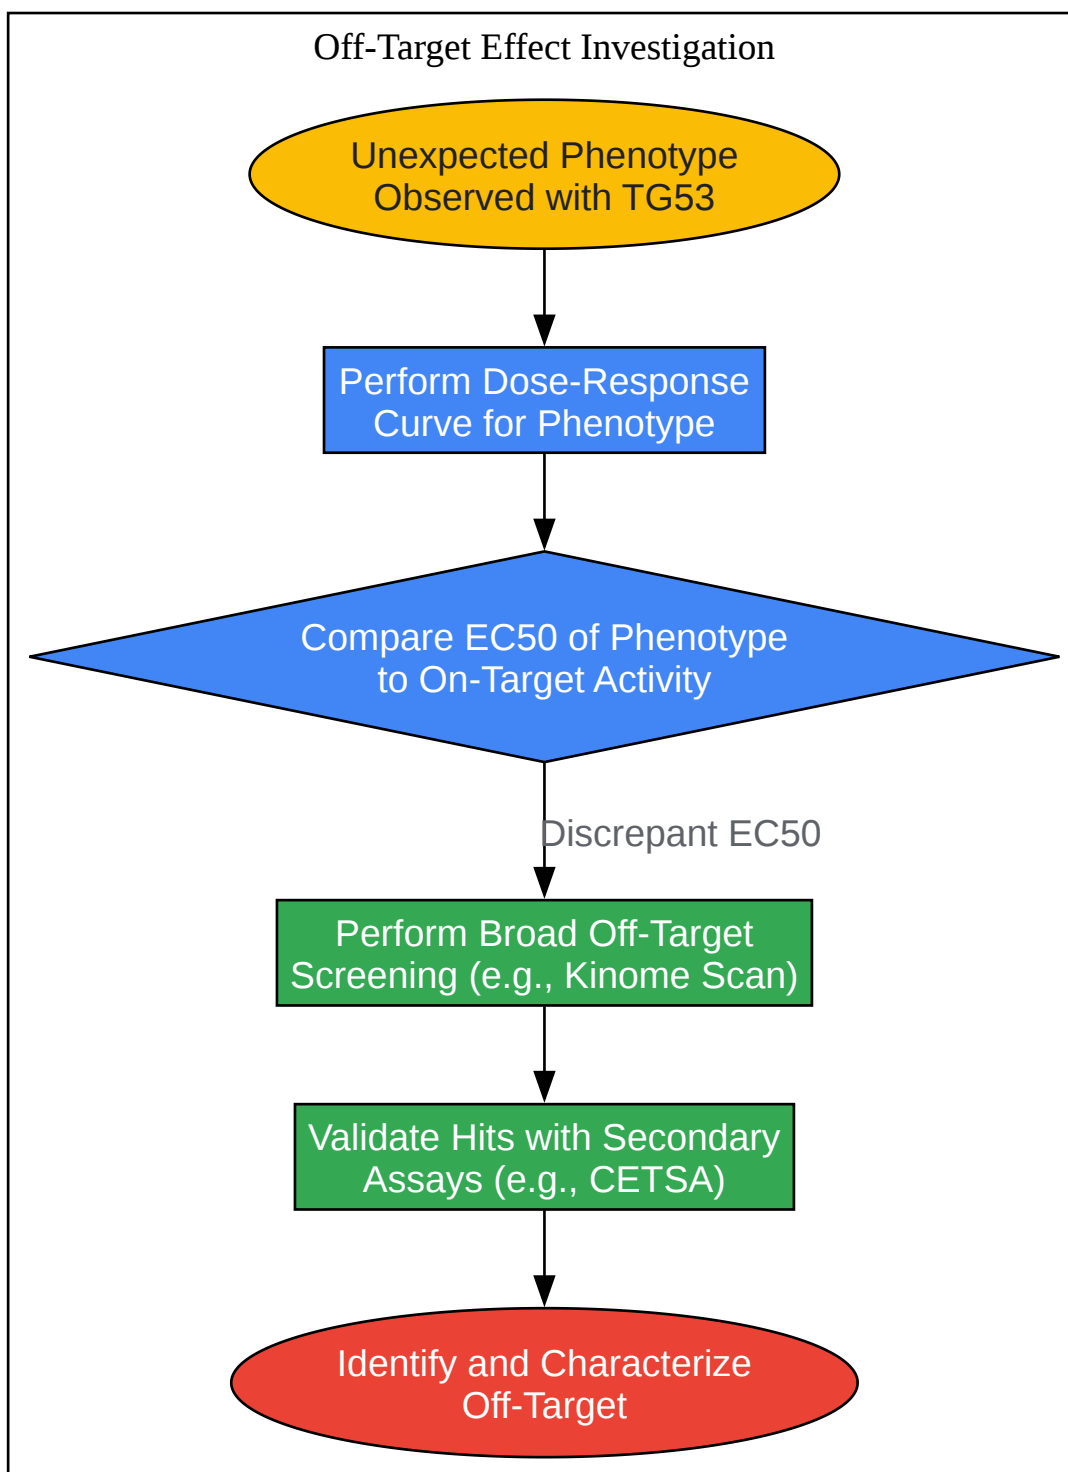 Off-Target Effect Investigation
Unexpected Phenotype
Observed with TG53
Perform Dose-Response
Curve for Phenotype
Compare EC50 of Phenotype
to On-Target Activity
Discrepant EC50
Perform Broad Off-Target
Screening (e.g., Kinome Scan)
Validate Hits with Secondary
Assays (e.g., CETSA)
Identify and Characterize
Off-Target